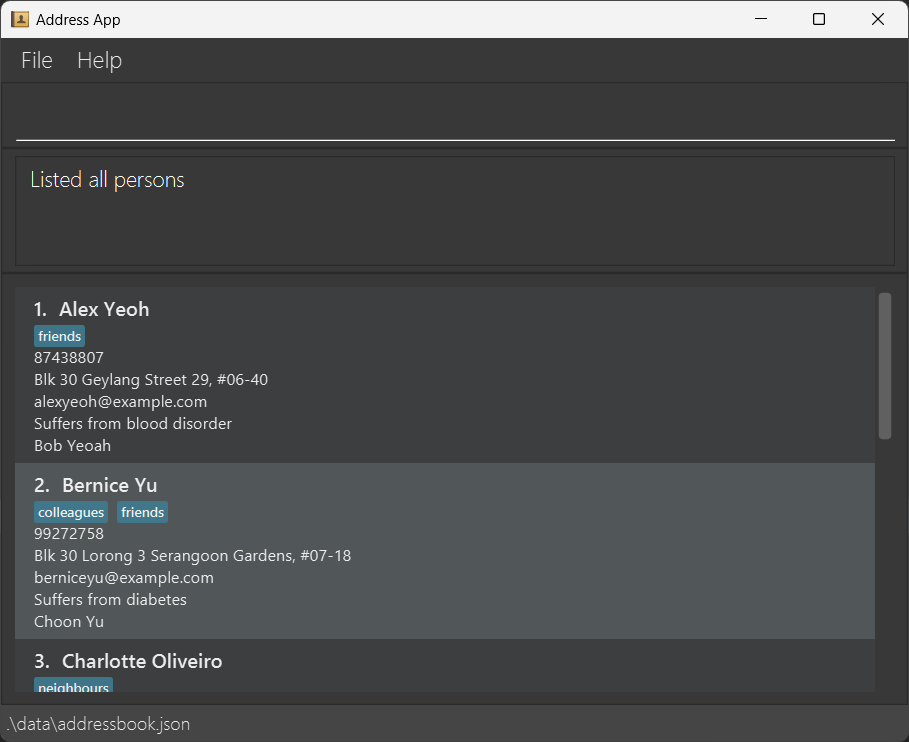 Address App
File Help
Listed all persons
1. Alex Yeoh
friends
87438807
Blk 30 Geylang Street 29, #06-40
alexyeoh@example.com
Suffers from blood disorder
Bob Yeoah
2. Bernice Yu
colleagues friends
99272758
Blk 30 Lorong 3 Serangoon Gardens, #07-18
berniceyu@example.com
Suffers from diabetes
Choon Yu
3. Charlotte Oliveiro
neighbours
.\data\addressbook.json